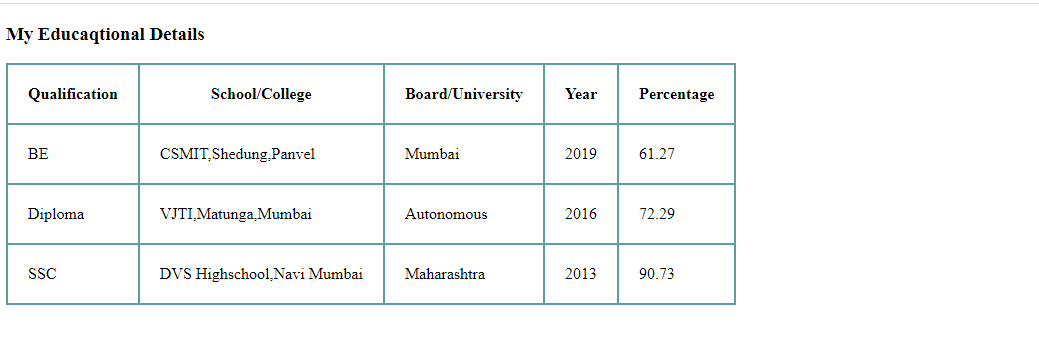 My Educaqtional Details
Qualification School/College Board/University Year Percentage
BE CSMIT,Shedung,Panvel Mumbai 2019 61.27
Diploma VJTI,Matunga,Mumbai Autonomous 2016 72.29
SSC DVS Highschool,Navi Mumbai Maharashtra 2013 90.73